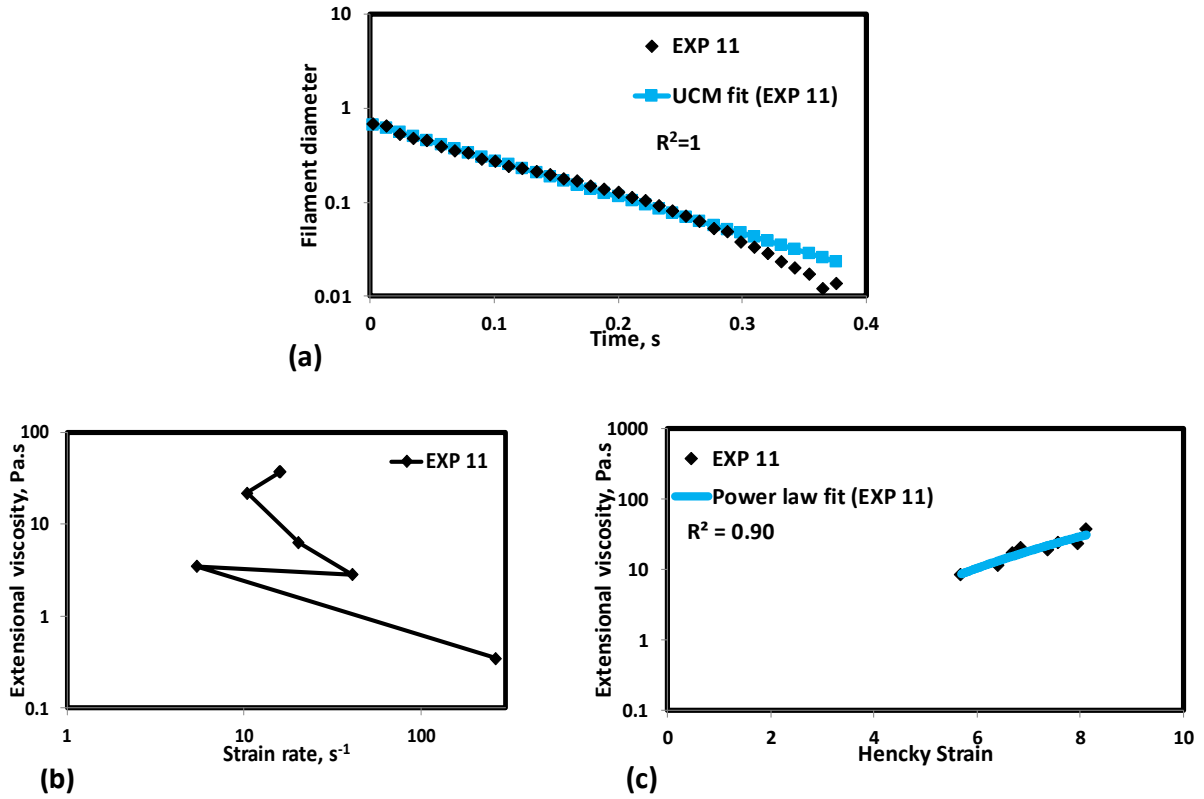 10
1
0.1
0.01
Filament diameter
EXP 11
UCM fit (EXP 11)
R²=1
0 0.1 0.2 0.3 0.4
Time, s
(a)
100
10
1
0.1
Extensional viscosity, Pa.s
EXP 11
1 10 100
Strain rate, s⁻¹
(b)
1000
100
10
1
0.1
Extensional viscosity, Pa.s
EXP 11
Power law fit (EXP 11)
R² = 0.90
0 2 4 6 8 10
Hencky Strain
(c)